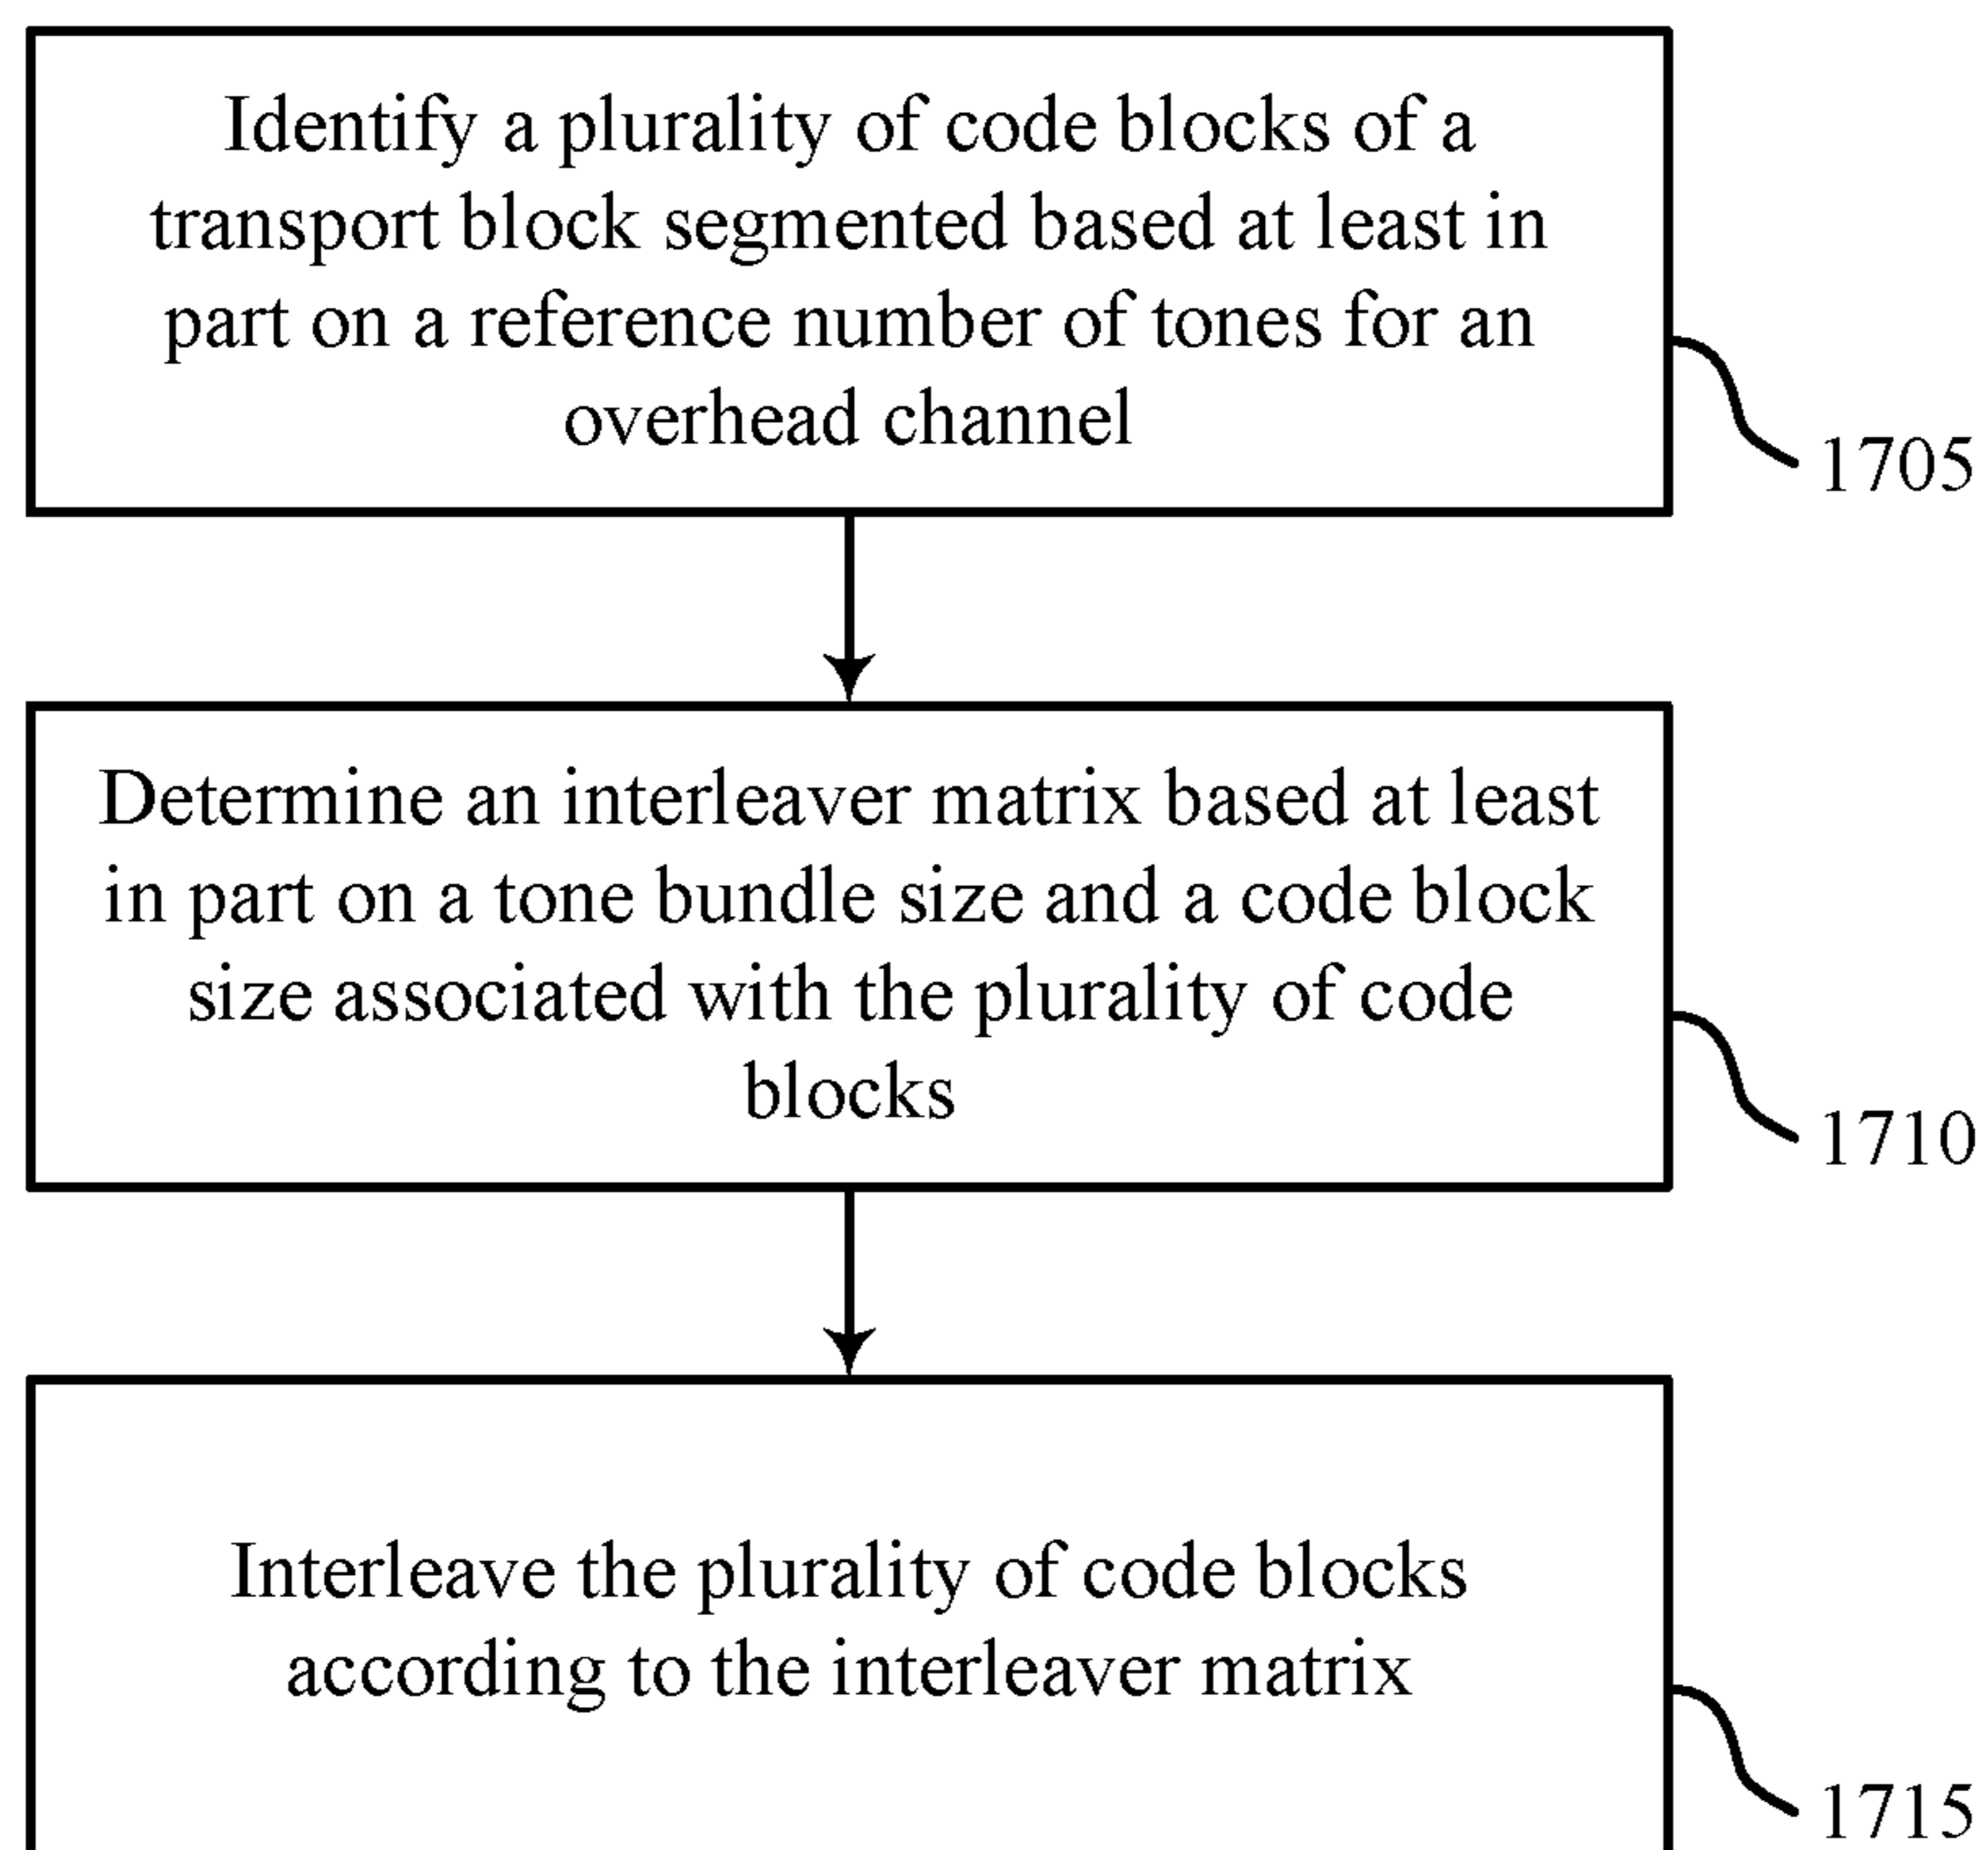 Identify a plurality of code blocks of a
transport block segmented based at least in
part on a reference number of tones for an
overhead channel
1705
Determine an interleaver matrix based at least
in part on a tone bundle size and a code block
size associated with the plurality of code
blocks
1710
Interleave the plurality of code blocks
according to the interleaver matrix
1715